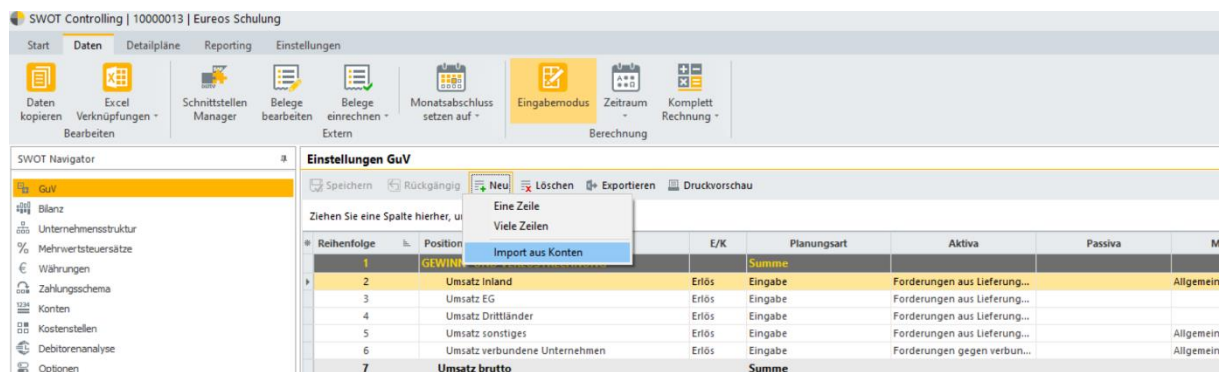 SWOT Controlling | 10000013 | Eureos Schulung
Start Daten Detailpläne Reporting Einstellungen
Daten kopieren
Excel Verknüpfungen
Schnittstellen Manager
Belege bearbeiten
Belege einrechnen
Monatsabschluss setzen auf
Eingabemodus
Zeitraum
Komplett Rechnung
Bearbeiten Extern Berechnung
SWOT Navigator
GuV
Bilanz
Unternehmensstruktur
% Mehrwertsteuersätze
€ Währungen
Zahlungsschema
1234 Konten
Kostenstellen
Debitorenanalyse
Optionen
Einstellungen GuV
Speichern Rückgängig Neu Löschen Exportieren Druckvorschau
Eine Zeile
Viele Zeilen
Import aus Konten
Ziehen Sie eine Spalte hierher, u
Reihenfolge Position E/K Planungsart Aktiva Passiva M
1 Summe
2 Umsatz Inland Erlös Eingabe Forderungen aus Lieferung... Allgemein
3 Umsatz EG Erlös Eingabe Forderungen aus Lieferung...
4 Umsatz Drittländer Erlös Eingabe Forderungen aus Lieferung...
5 Umsatz sonstiges Erlös Eingabe Forderungen aus Lieferung... Allgemein
6 Umsatz verbundene Unternehmen Erlös Eingabe Forderungen gegen verbun... Allgemein
7 Umsatz brutto Summe